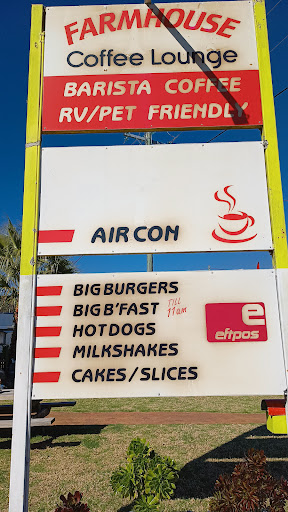 FARMHOUSE
Coffee Lounge
BARISTA COFFEE
RV/PET FRIENDLY
AIR CON
BIG BURGERS
BIG B'FAST TILL 11am
HOTDOGS
MILKSHAKES
CAKES/SLICES
e
eftpos